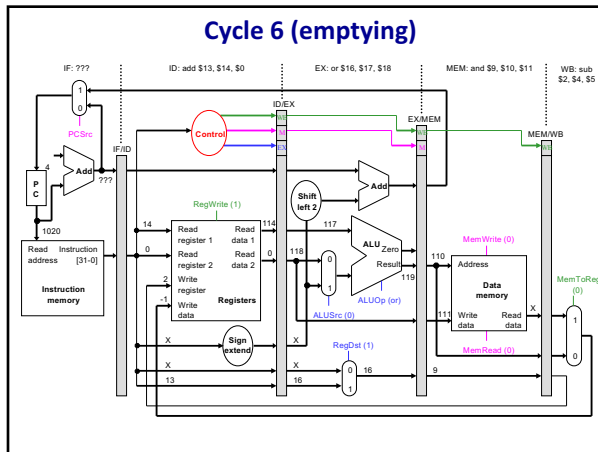 Cycle 6 (emptying)
IF: ???
ID: add $13, $14, $0
EX: or $16, $17, $18
MEM: and $9, $10, $11
WB: sub
$2, $4, $5
1
0
PCSrc
4
Add
???
P
C
1020
Read
address
Instruction
[31-0]
Instruction
memory
IF/ID
Control
ID/EX
WB
M
EX
EX/MEM
WB
M
MEM/WB
WB
RegWrite (1)
14
Read
register 1
Read
data 1
114
0
Read
register 2
Read
data 2
0
2
Write
register
-1
Write
data
Registers
X
Sign
extend
X
X
X
13
16
Shift
left 2
Add
117
118
0
1
ALUSrc (0)
ALU
Zero
Result
119
ALUOp (or)
RegDst (1)
0
1
16
MemWrite (0)
110
Address
Data
memory
111
Write
data
Read
data
X
MemRead (0)
9
MemToReg
(0)
1
0